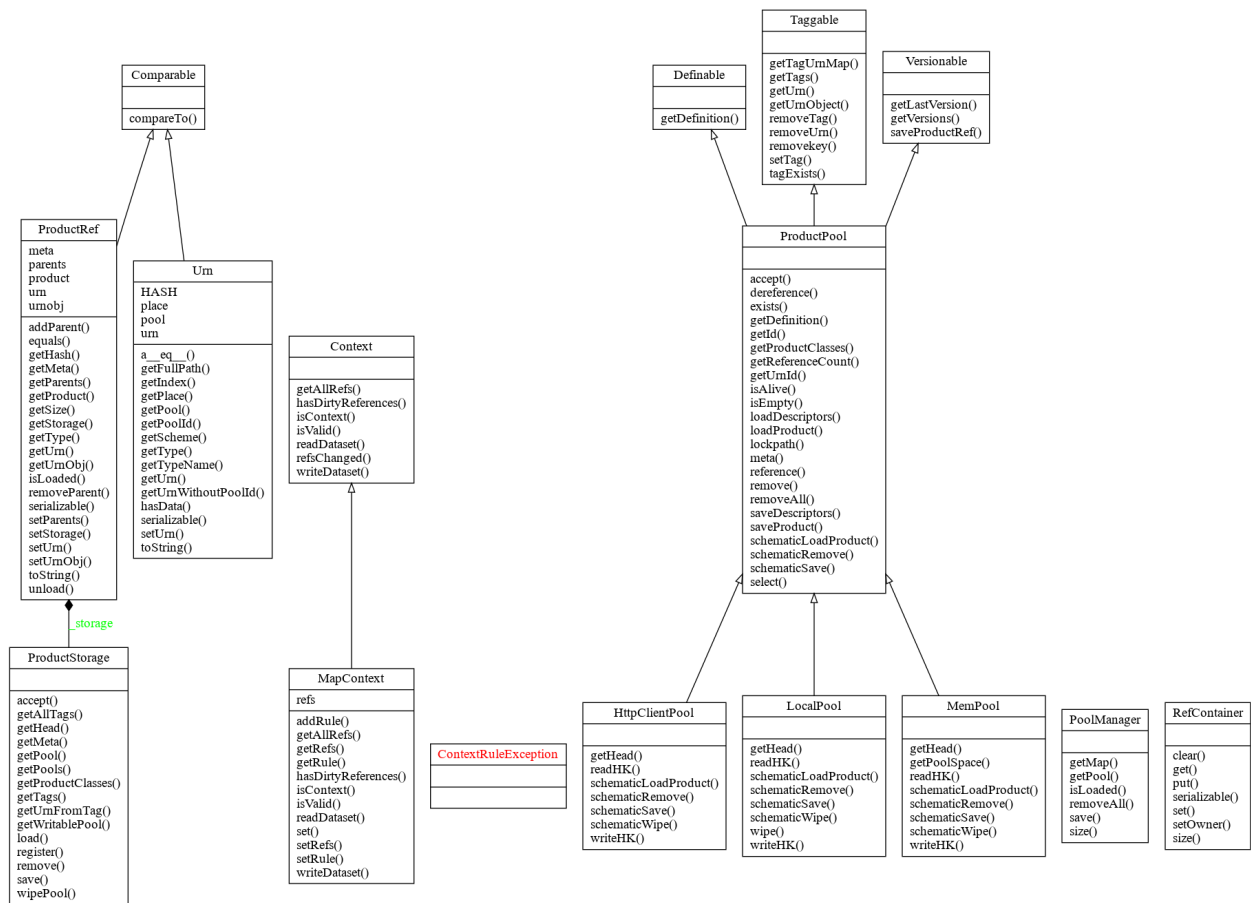 Comparable
compareTo()
ProductRef
meta
parents
product
urn
urnobj
addParent()
equals()
getHash()
getMeta()
getParents()
getProduct()
getSize()
getStorage()
getType()
getUrn()
getUrnObj()
isLoaded()
removeParent()
serializable()
setParents()
setStorage()
setUrn()
setUrnObj()
toString()
unload()
Urn
HASH
place
pool
urn
a__eq__()
getFullPath()
getIndex()
getPlace()
getPool()
getPoolId()
getScheme()
getType()
getTypeName()
getUrn()
getUrnWithoutPoolId()
hasData()
serializable()
setUrn()
toString()
_storage
ProductStorage
accept()
getAllTags()
getHead()
getMeta()
getPool()
getPools()
getProductClasses()
getTags()
getUrnFromTag()
getWritablePool()
load()
register()
remove()
save()
wipePool()
Context
getAllRefs()
hasDirtyReferences()
isContext()
isValid()
readDataset()
refsChanged()
writeDataset()
MapContext
refs
addRule()
getAllRefs()
getRefs()
getRule()
hasDirtyReferences()
isContext()
isValid()
readDataset()
set()
setRefs()
setRule()
writeDataset()
ContextRuleException
Definable
getDefinition()
Taggable
getTagUrnMap()
getTags()
getUrn()
getUrnObject()
removeTag()
removeUrn()
removekey()
setTag()
tagExists()
Versionable
getLastVersion()
getVersions()
saveProductRef()
ProductPool
accept()
dereference()
exists()
getDefinition()
getId()
getProductClasses()
getReferenceCount()
getUrnId()
isAlive()
isEmpty()
loadDescriptors()
loadProduct()
lockpath()
meta()
reference()
remove()
removeAll()
saveDescriptors()
saveProduct()
schematicLoadProduct()
schematicRemove()
schematicSave()
select()
HttpClientPool
getHead()
readHK()
schematicLoadProduct()
schematicRemove()
schematicSave()
schematicWipe()
writeHK()
LocalPool
getHead()
readHK()
schematicLoadProduct()
schematicRemove()
schematicSave()
schematicWipe()
wipe()
writeHK()
MemPool
getHead()
getPoolSpace()
readHK()
schematicLoadProduct()
schematicRemove()
schematicSave()
schematicWipe()
writeHK()
PoolManager
getMap()
getPool()
isLoaded()
removeAll()
save()
size()
RefContainer
clear()
get()
put()
serializable()
set()
setOwner()
size()